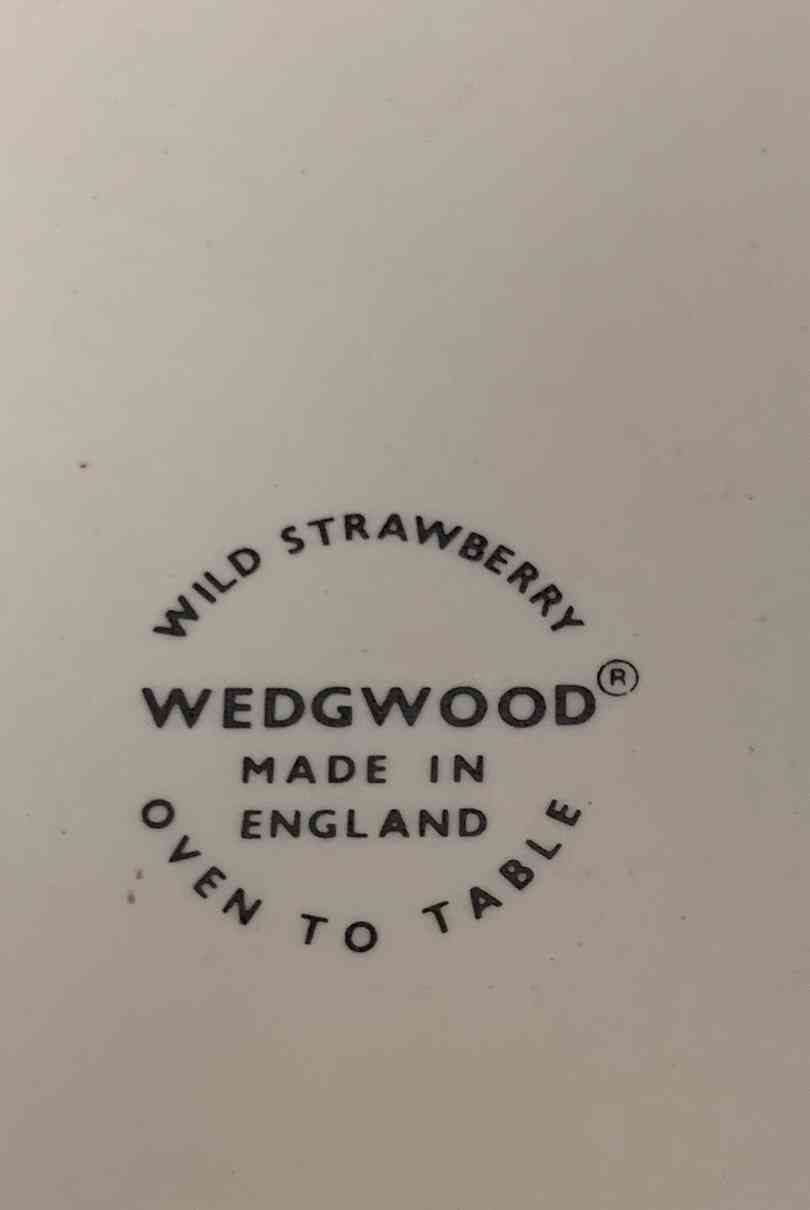 WILD STRAWBERRY
WEDGWOOD®
MADE IN
ENGLAND
OVEN TO TABLE